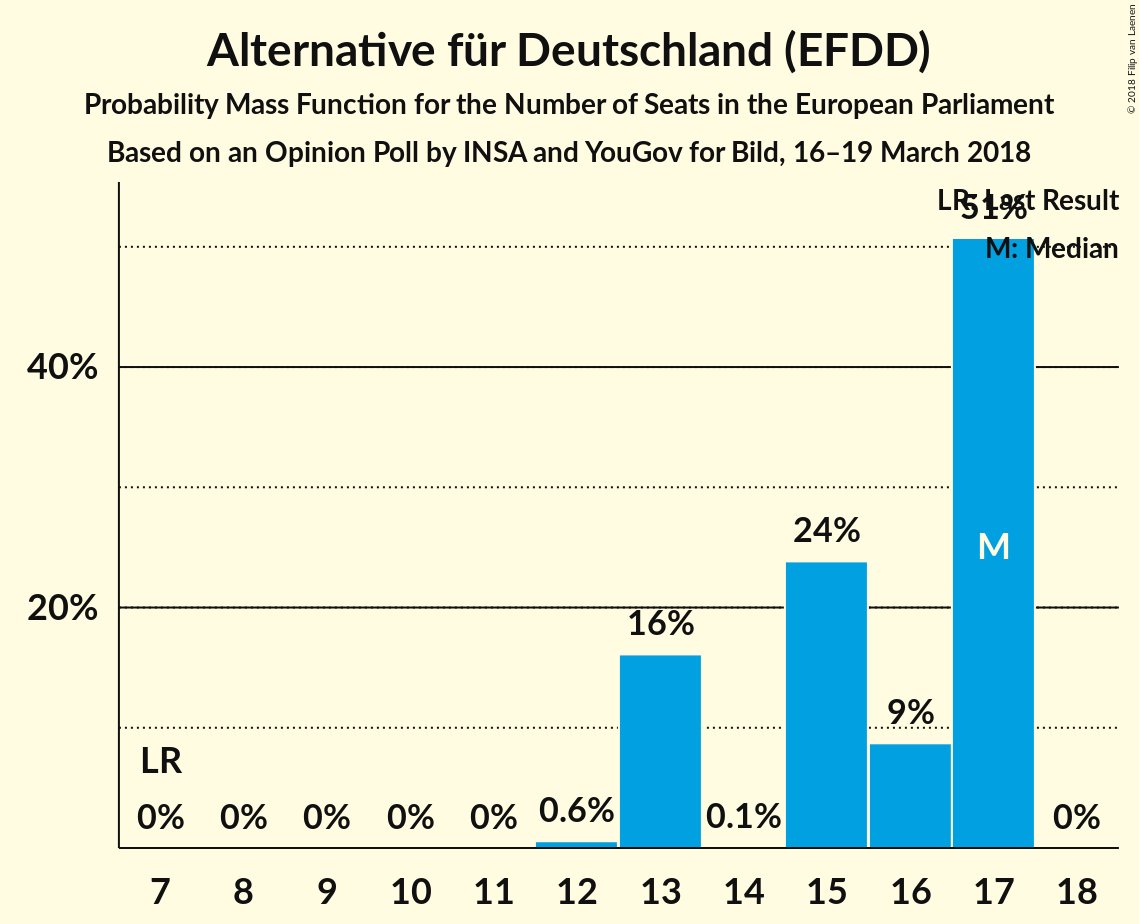 Alternative für Deutschland (EFDD)
Probability Mass Function for the Number of Seats in the European Parliament
Based on an Opinion Poll by INSA and YouGov for Bild, 16–19 March 2018
© 2018 Filip van Laenen
LR: Last Result
51%
M: Median
40%
M
24%
20%
16%
9%
LR
0% 0% 0% 0% 0% 0.6% 0.1% 0%
7 8 9 10 11 12 13 14 15 16 17 18